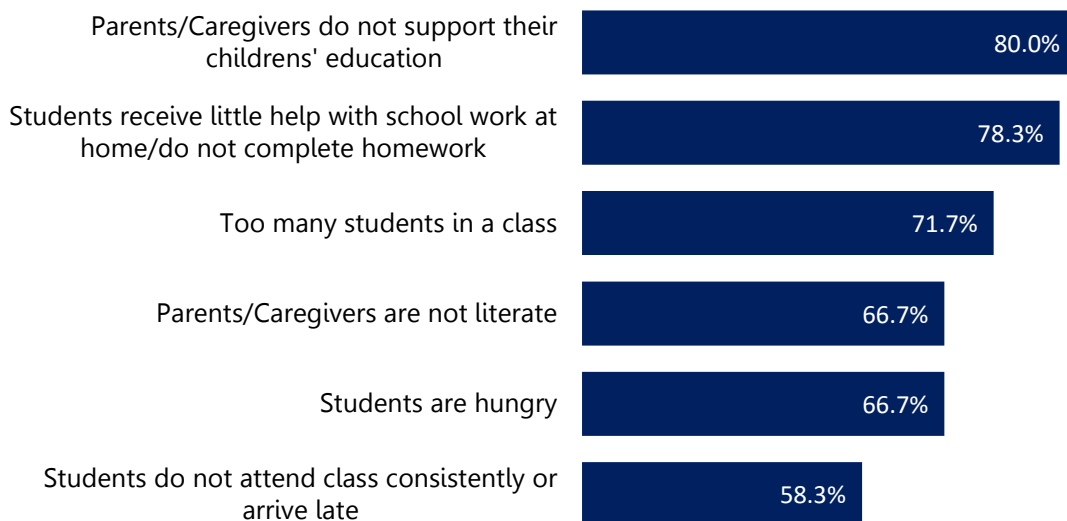 Parents/Caregivers do not support their
childrens' education
80.0%
Students receive little help with school work at
home/do not complete homework
78.3%
Too many students in a class
71.7%
Parents/Caregivers are not literate
66.7%
Students are hungry
66.7%
Students do not attend class consistently or
arrive late
58.3%